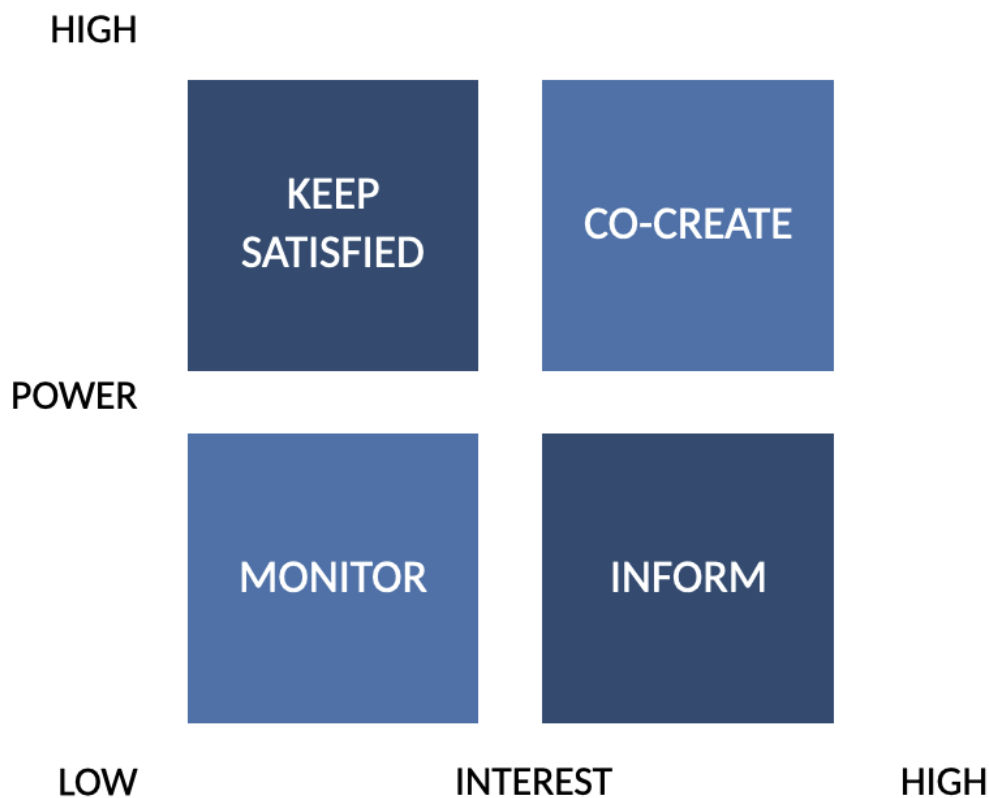 HIGH
KEEP
SATISFIED
CO-CREATE
POWER
MONITOR
INFORM
LOW
INTEREST
HIGH